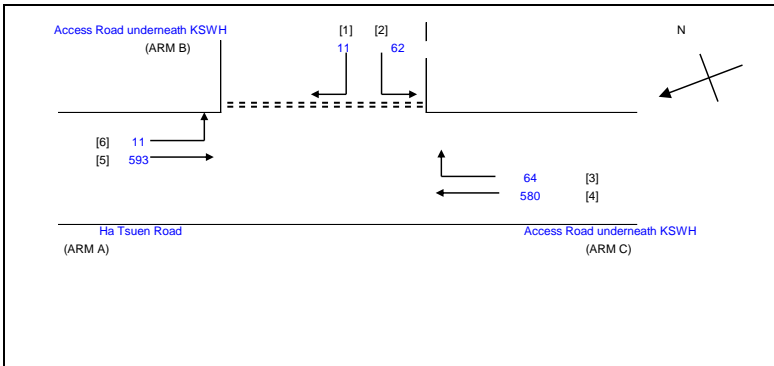 Access Road underneath KSWH [1] [2] N
(ARM B) 11 62
[6] 11
[5] 593
64 [3]
580 [4]
Ha Tsuen Road Access Road underneath KSWH
(ARM A) (ARM C)